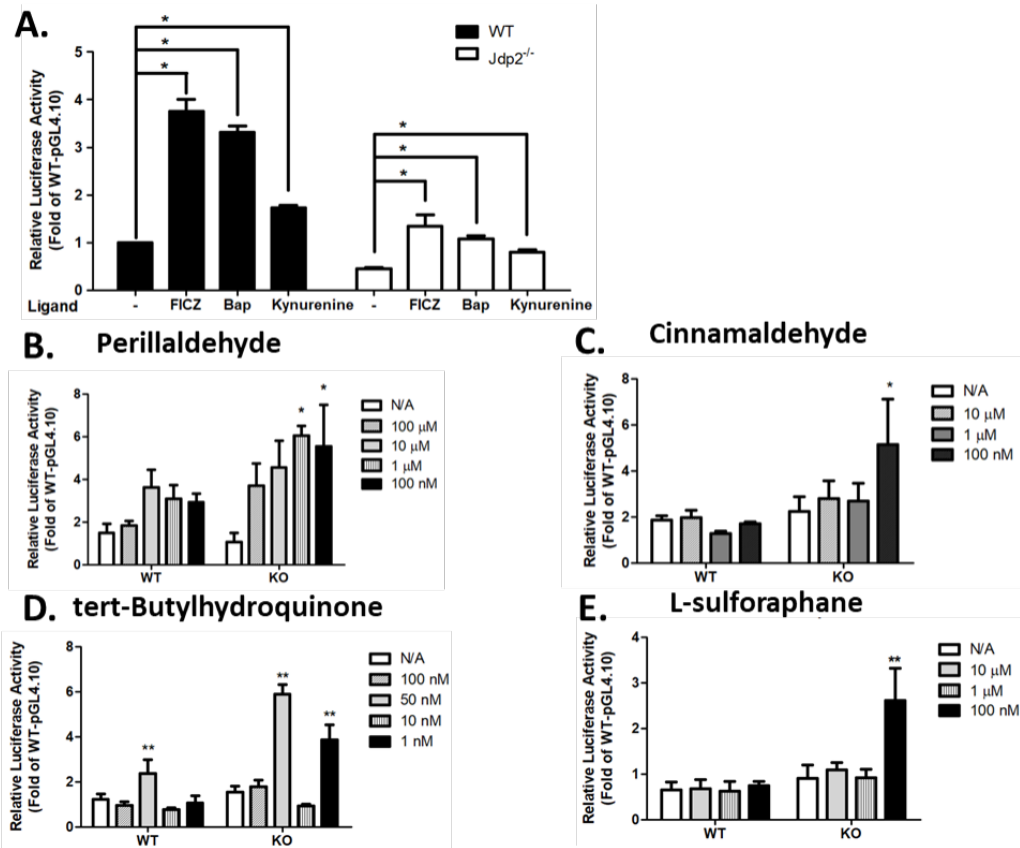 A.
*
*
*
WT
Jdp2-/-
*
*
*
Relative Luciferase Activity
(Fold of WT-pGL4.10)
5
4
3
2
1
0
Ligand - FICZ Bap Kynurenine - FICZ Bap Kynurenine
B. Perillaldehyde
Relative Luciferase Activity
(Fold of WT-pGL4.10)
8
6
4
2
0
* *
WT KO
N/A
100 μM
10 μM
1 μM
100 nM
C. Cinnamaldehyde
Relative Luciferase Activity
(Fold of WT-pGL4.10)
8
6
4
2
0
*
WT KO
N/A
10 μM
1 μM
100 nM
D. tert-Butylhydroquinone
Relative Luciferase Activity
(Fold of WT-pGL4.10)
8
6
4
2
0
** ** **
WT KO
N/A
100 nM
50 nM
10 nM
1 nM
E. L-sulforaphane
Relative Luciferase Activity
(Fold of WT-pGL4.10)
4
3
2
1
0
**
WT KO
N/A
10 μM
1 μM
100 nM